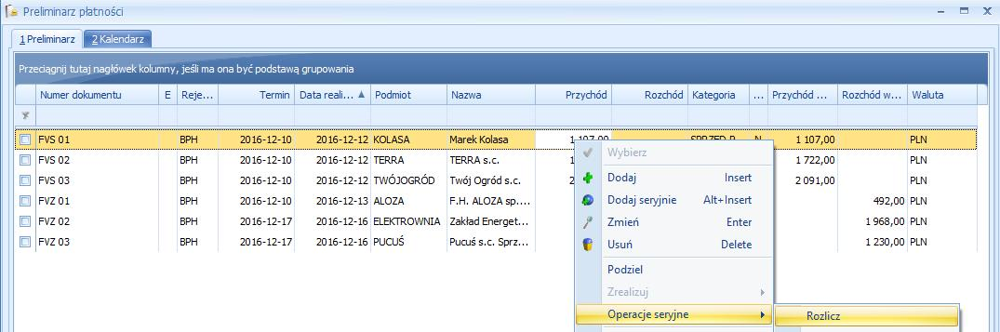 Preliminarz płatności
1 Preliminarz 2 Kalendarz
Przeciągnij tutaj nagłówek kolumny, jeśli ma ona być podstawą grupowania
Numer dokumentu E Reje... Termin Data reali... Podmiot Nazwa Przychód Rozchód Kategoria ... Przychód ... Rozchód w... Waluta
FVS 01 BPH 2016-12-10 2016-12-12 KOLASA Marek Kolasa 1 107,00 1 107,00 PLN
FVS 02 BPH 2016-12-10 2016-12-12 TERRA TERRA s.c. 1 722,00 PLN
FVS 03 BPH 2016-12-10 2016-12-12 TWÓJOGRÓD Twój Ogród s.c. 2 091,00 PLN
FVZ 01 BPH 2016-12-10 2016-12-13 ALOZA F.H. ALOZA sp.... 492,00 PLN
FVZ 02 BPH 2016-12-17 2016-12-16 ELEKTROWNIA Zakład Energet... 1 968,00 PLN
FVZ 03 BPH 2016-12-17 2016-12-16 PUCUŚ Pucuś s.c. Sprz... 1 230,00 PLN
Wybierz
Dodaj Insert
Dodaj seryjnie Alt+Insert
Zmień Enter
Usuń Delete
Podziel
Zrealizuj
Operacje seryjne
Rozlicz